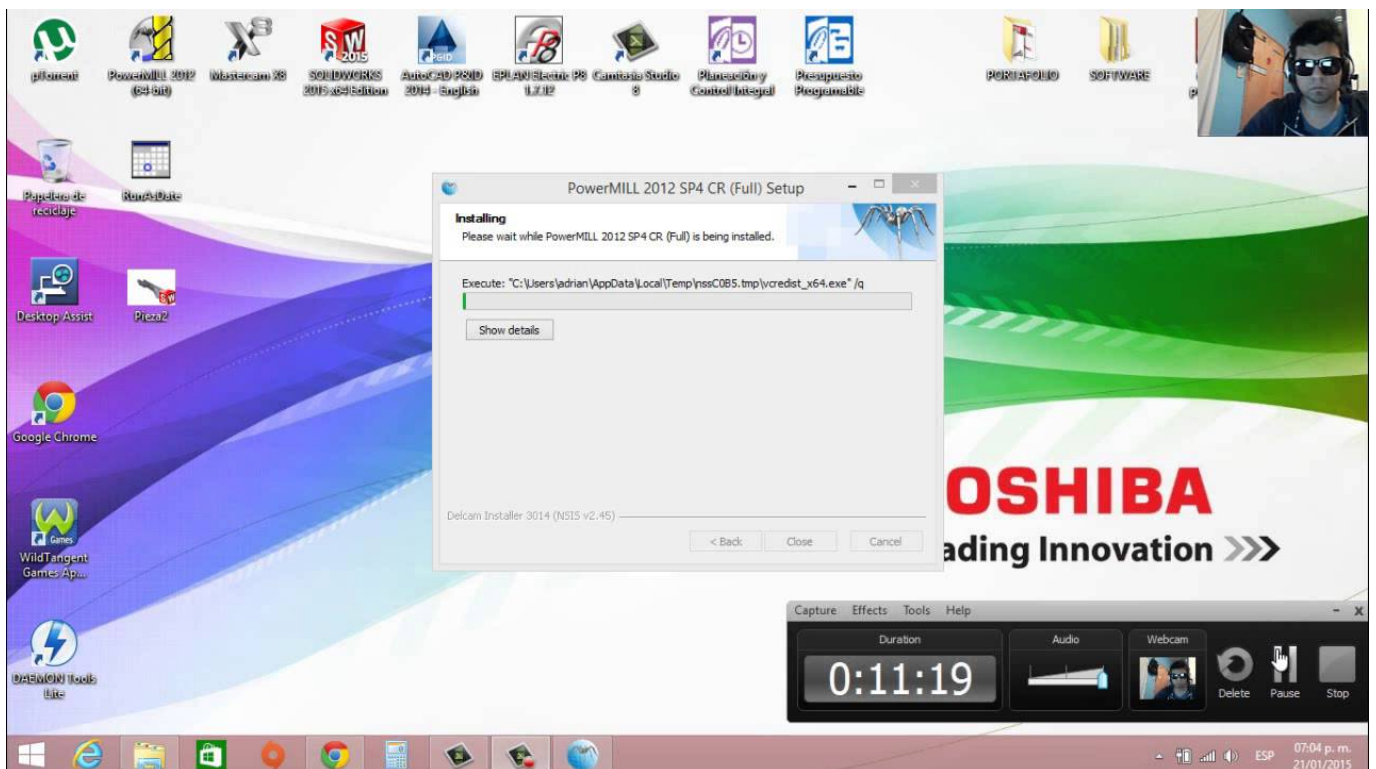 µTorrent
PowerMILL 2012
(64-bit)
Mastercam X8
SW
2015
SOLIDWORKS
2015 x64 Edition
P&ID
AutoCAD P&ID
2014 - English
EPLAN Electric P8
1.7.12
Camtasia Studio
8
Planeación y
Control Integral
Presupuesto
Programable
PORTAFOLIO
SOFTWARE
Papelera de
reciclaje
RunAsDate
Desktop Assist
Pieza2
Google Chrome
Games
WildTangent
Games Ap...
DAEMON Tools
Lite
PowerMILL 2012 SP4 CR (Full) Setup
Installing
Please wait while PowerMILL 2012 SP4 CR (Full) is being installed.
Execute: "C:\Users\adrian\AppData\Local\Temp\nssC0B5.tmp\vcredist_x64.exe" /q
Show details
Delcam Installer 3014 (NSIS v2.45)
< Back
Close
Cancel
OSHIBA
ading Innovation >>>
Capture Effects Tools Help
Duration
Audio
Webcam
0:11:19
Delete
Pause
Stop
ESP
07:04 p. m.
21/01/2015